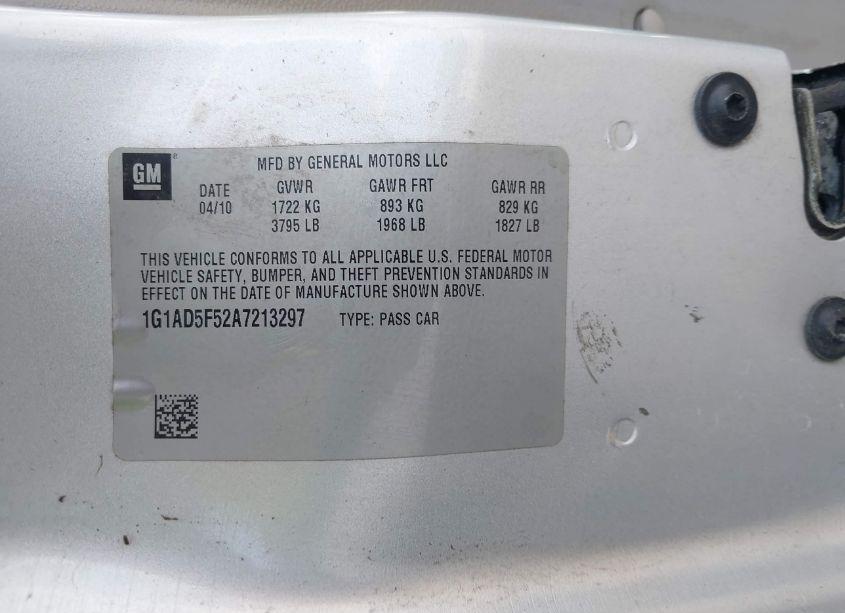 GM
MFD BY GENERAL MOTORS LLC
DATE GVWR GAWR FRT GAWR RR
04/10 1722 KG 893 KG 829 KG
3795 LB 1968 LB 1827 LB
THIS VEHICLE CONFORMS TO ALL APPLICABLE U.S. FEDERAL MOTOR
VEHICLE SAFETY, BUMPER, AND THEFT PREVENTION STANDARDS IN
EFFECT ON THE DATE OF MANUFACTURE SHOWN ABOVE.
1G1AD5F52A7213297 TYPE: PASS CAR